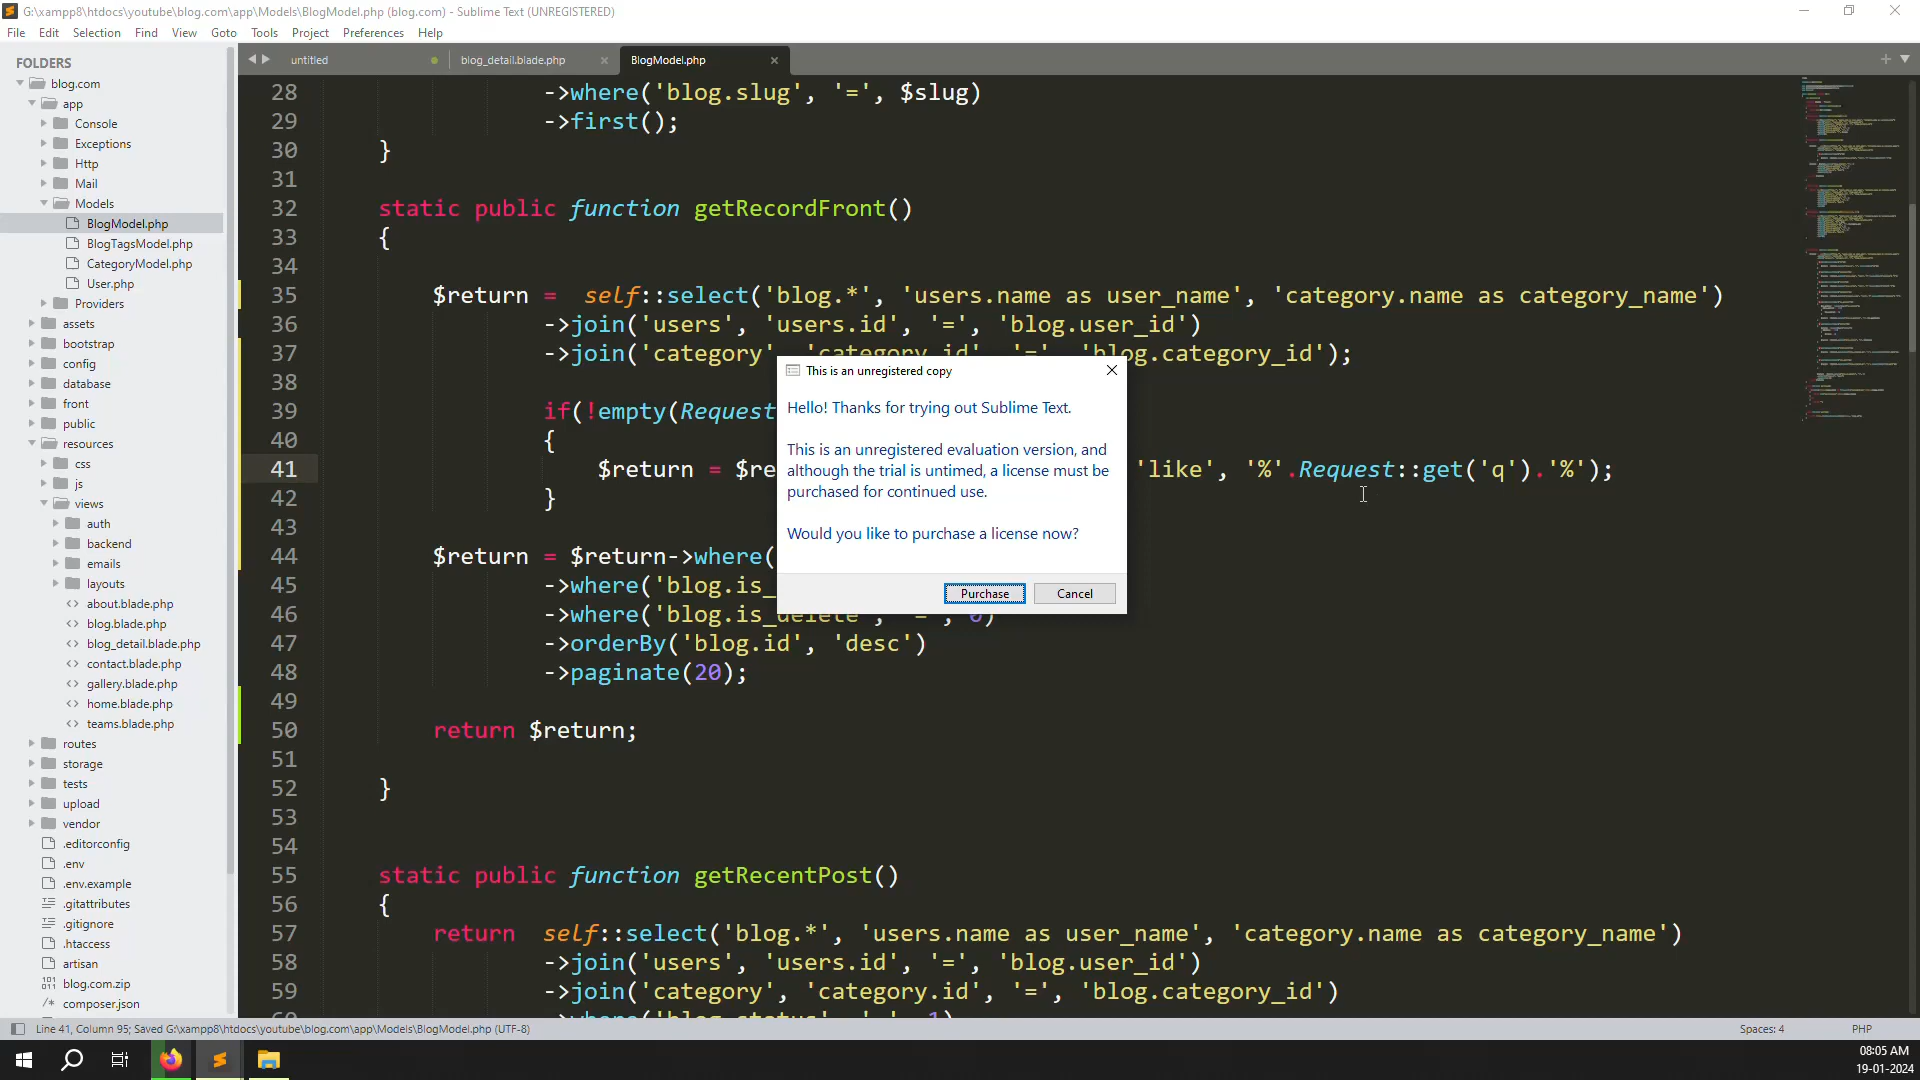 G:\xampp8\htdocs\youtube\blog.com\app\Models\BlogModel.php (blog.com) - Sublime Text (UNREGISTERED)
File Edit Selection Find View Goto Tools Project Preferences Help
FOLDERS
blog.com
app
Console
Exceptions
Http
Mail
Models
BlogModel.php
BlogTagsModel.php
CategoryModel.php
User.php
Providers
assets
bootstrap
config
database
front
public
resources
css
js
views
auth
backend
emails
layouts
about.blade.php
blog.blade.php
blog_detail.blade.php
contact.blade.php
gallery.blade.php
home.blade.php
teams.blade.php
routes
storage
tests
upload
vendor
.editorconfig
.env
.env.example
.gitattributes
.gitignore
.htaccess
artisan
blog.com.zip
composer.json
untitled blog_detail.blade.php BlogModel.php
28 ->where('blog.slug', '=', $slug)
29 ->first();
30 }
31
32 static public function getRecordFront()
33 {
34
35 $return = self::select('blog.*', 'users.name as user_name', 'category.name as category_name')
36 ->join('users', 'users.id', '=', 'blog.user_id')
37 ->join('category', 'category.id', '=', 'blog.category_id');
38
39 if(!empty(Request
40 {
41 $return = $re 'like', '%'.Request::get('q').'%');
42 }
43
44 $return = $return->where(
45 ->where('blog.is_
46 ->where('blog.is_delete', '=', 0)
47 ->orderBy('blog.id', 'desc')
48 ->paginate(20);
49
50 return $return;
51
52 }
53
54
55 static public function getRecentPost()
56 {
57 return self::select('blog.*', 'users.name as user_name', 'category.name as category_name')
58 ->join('users', 'users.id', '=', 'blog.user_id')
59 ->join('category', 'category.id', '=', 'blog.category_id')
60 ->where('blog.status', '=', 1)
This is an unregistered copy
Hello! Thanks for trying out Sublime Text.
This is an unregistered evaluation version, and
although the trial is untimed, a license must be
purchased for continued use.
Would you like to purchase a license now?
Purchase Cancel
Line 41, Column 95; Saved G:\xampp8\htdocs\youtube\blog.com\app\Models\BlogModel.php (UTF-8) Spaces: 4 PHP
08:05 AM
19-01-2024